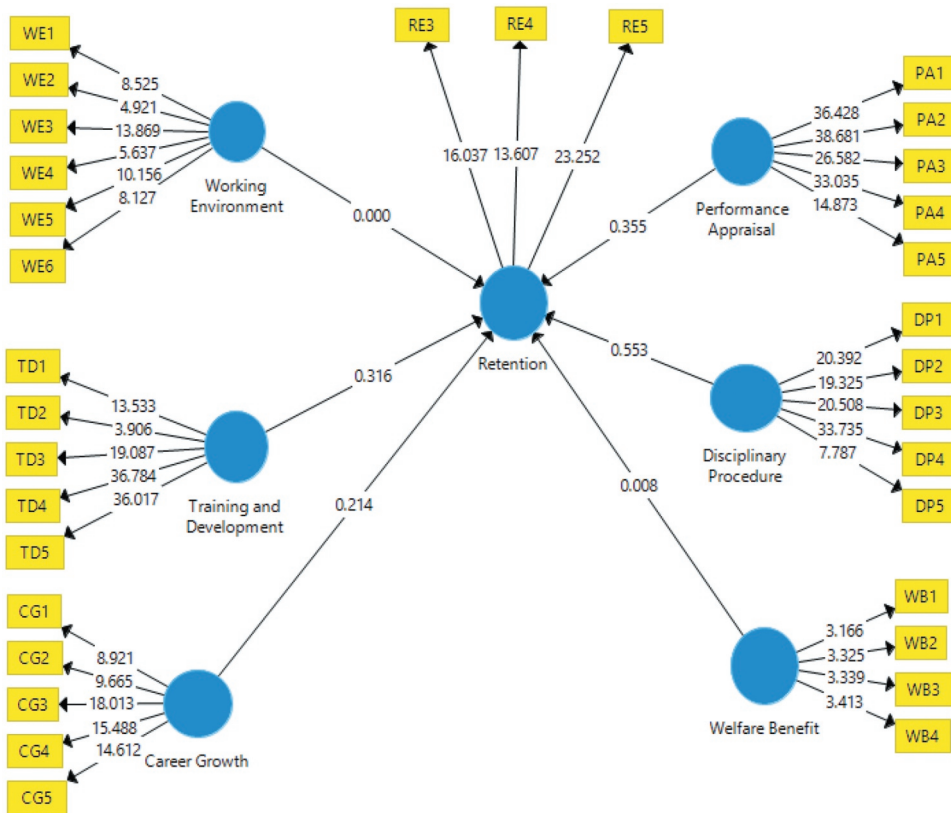 RE3
RE4
RE5
16.037
13.607
23.252
WE1
WE2
WE3
WE4
WE5
WE6
8.525
4.921
13.869
5.637
10.156
8.127
Working
Environment
0.000
PA1
PA2
PA3
PA4
PA5
36.428
38.681
26.582
33.035
14.873
Performance
Appraisal
0.355
Retention
TD1
TD2
TD3
TD4
TD5
13.533
3.906
19.087
36.784
36.017
Training and
Development
0.316
DP1
DP2
DP3
DP4
DP5
20.392
19.325
20.508
33.735
7.787
Disciplinary
Procedure
0.553
CG1
CG2
CG3
CG4
CG5
8.921
9.665
18.013
15.488
14.612
Career Growth
0.214
WB1
WB2
WB3
WB4
3.166
3.325
3.339
3.413
Welfare Benefit
0.008